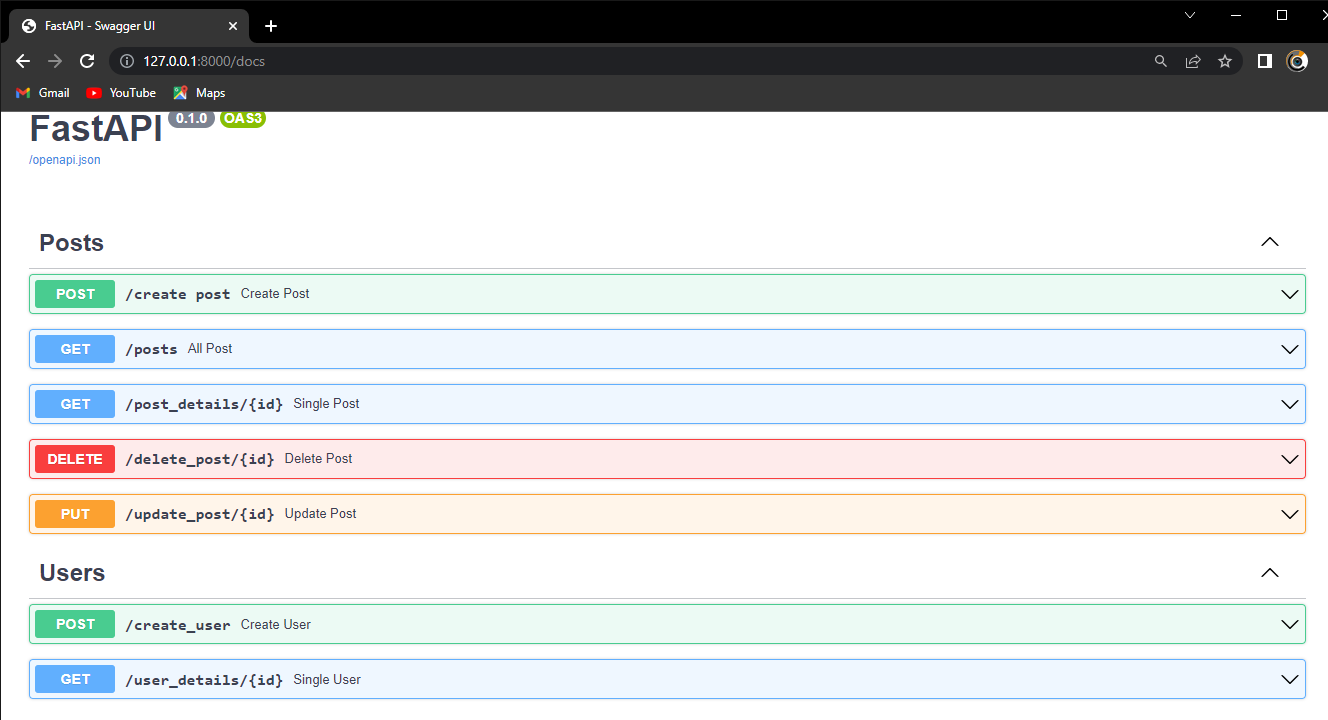 FastAPI - Swagger UI
127.0.0.1:8000/docs
Gmail YouTube Maps
FastAPI 0.1.0 OAS3
/openapi.json
Posts
POST /create post Create Post
GET /posts All Post
GET /post_details/{id} Single Post
DELETE /delete_post/{id} Delete Post
PUT /update_post/{id} Update Post
Users
POST /create_user Create User
GET /user_details/{id} Single User